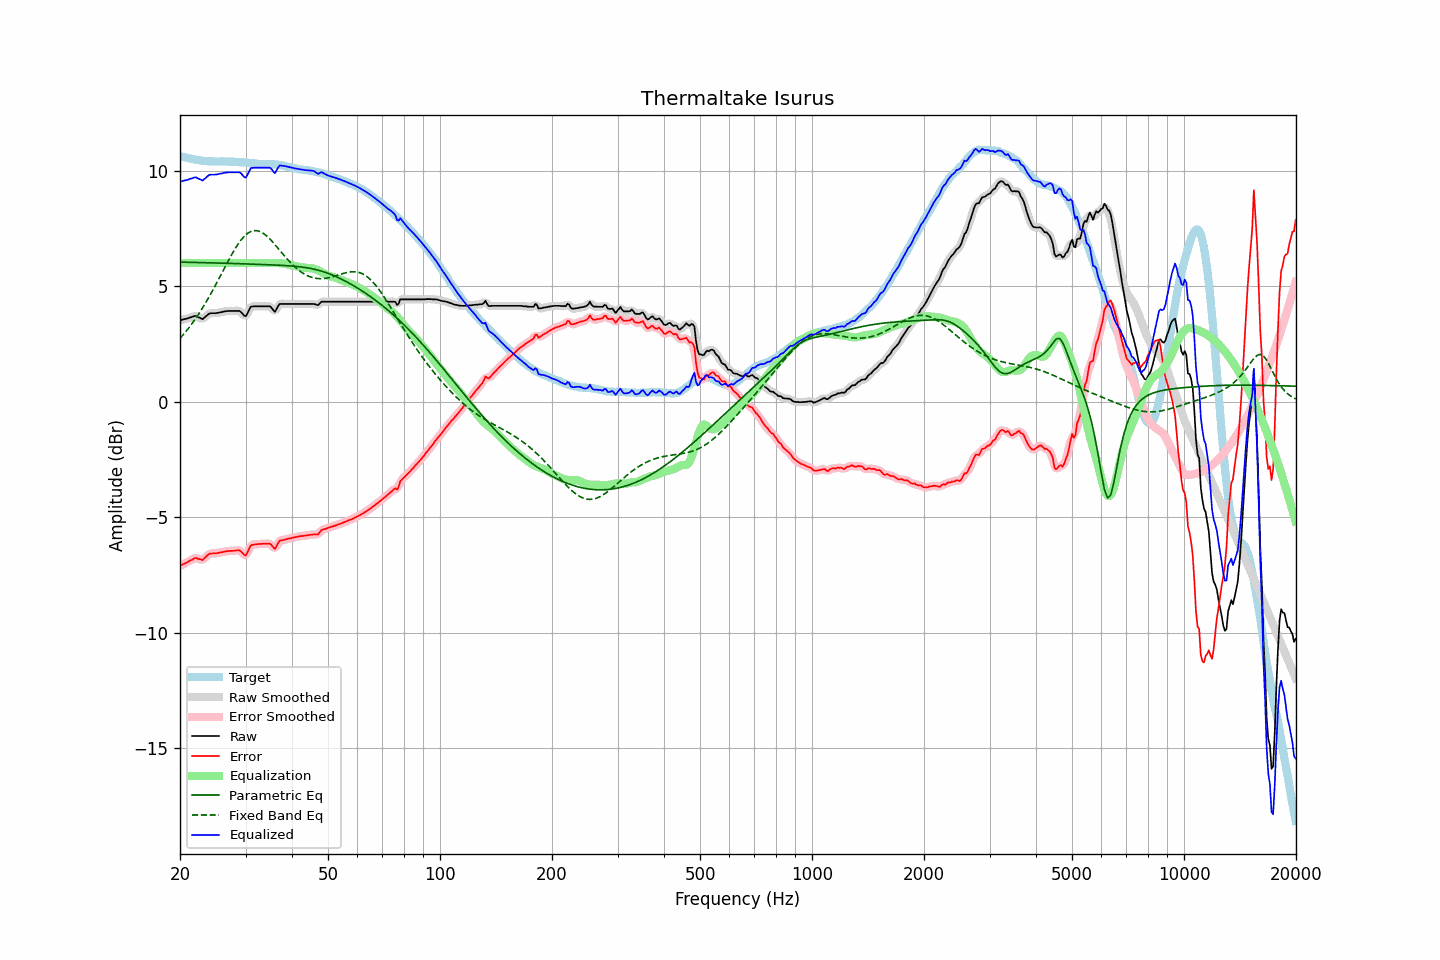 Thermaltake Isurus
10
5
0
−5
−10
−15
Amplitude (dBr)
Target
Raw Smoothed
Error Smoothed
Raw
Error
Equalization
Parametric Eq
Fixed Band Eq
Equalized
20 50 100 200 500 1000 2000 5000 10000 20000
Frequency (Hz)